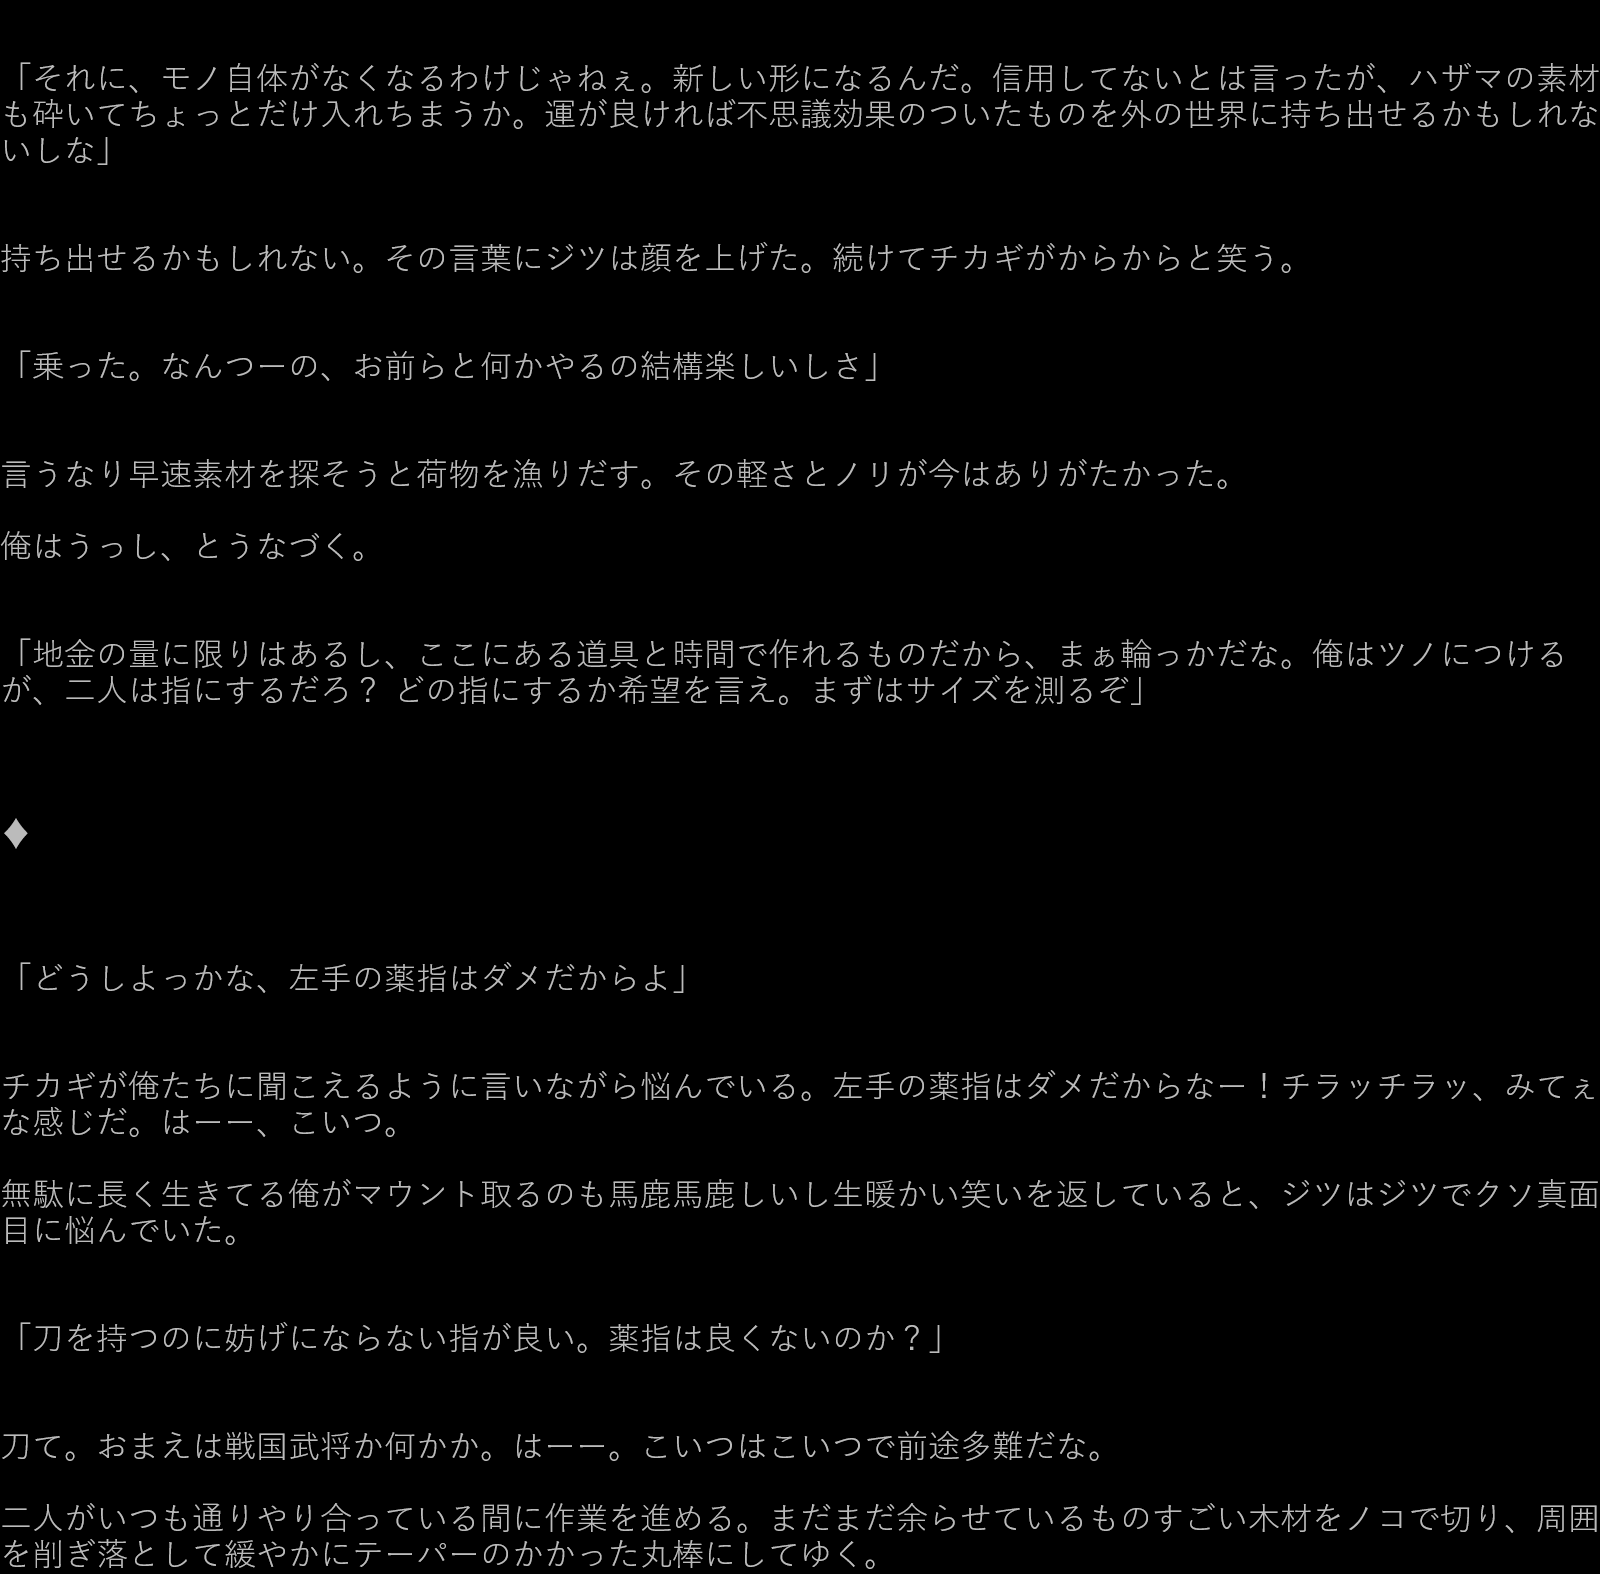 「それに、モノ自体がなくなるわけじゃねぇ。新しい形になるんだ。信用してないとは言ったが、ハザマの素材
も砕いてちょっとだけ入れちまうか。運が良ければ不思議効果のついたものを外の世界に持ち出せるかもしれな
いしな」
持ち出せるかもしれない。その言葉にジツは顔を上げた。続けてチカギがからからと笑う。
「乗った。なんつーの、お前らと何かやるの結構楽しいしさ」
言うなり早速素材を探そうと荷物を漁りだす。その軽さとノリが今はありがたかった。
俺はうっし、とうなづく。
「地金の量に限りはあるし、ここにある道具と時間で作れるものだから、まぁ輪っかだな。俺はツノにつける
が、二人は指にするだろ？ どの指にするか希望を言え。まずはサイズを測るぞ」
♦
「どうしよっかな、左手の薬指はダメだからよ」
チカギが俺たちに聞こえるように言いながら悩んでいる。左手の薬指はダメだからなー！チラッチラッ、みてぇ
な感じだ。はーー、こいつ。
無駄に長く生きてる俺がマウント取るのも馬鹿馬鹿しいし生暖かい笑いを返していると、ジツはジツでクソ真面
目に悩んでいた。
「刀を持つのに妨げにならない指が良い。薬指は良くないのか？」
刀て。おまえは戦国武将か何かか。はーー。こいつはこいつで前途多難だな。
二人がいつも通りやり合っている間に作業を進める。まだまだ余らせているものすごい木材をノコで切り、周囲
を削ぎ落として緩やかにテーパーのかかった丸棒にしてゆく。